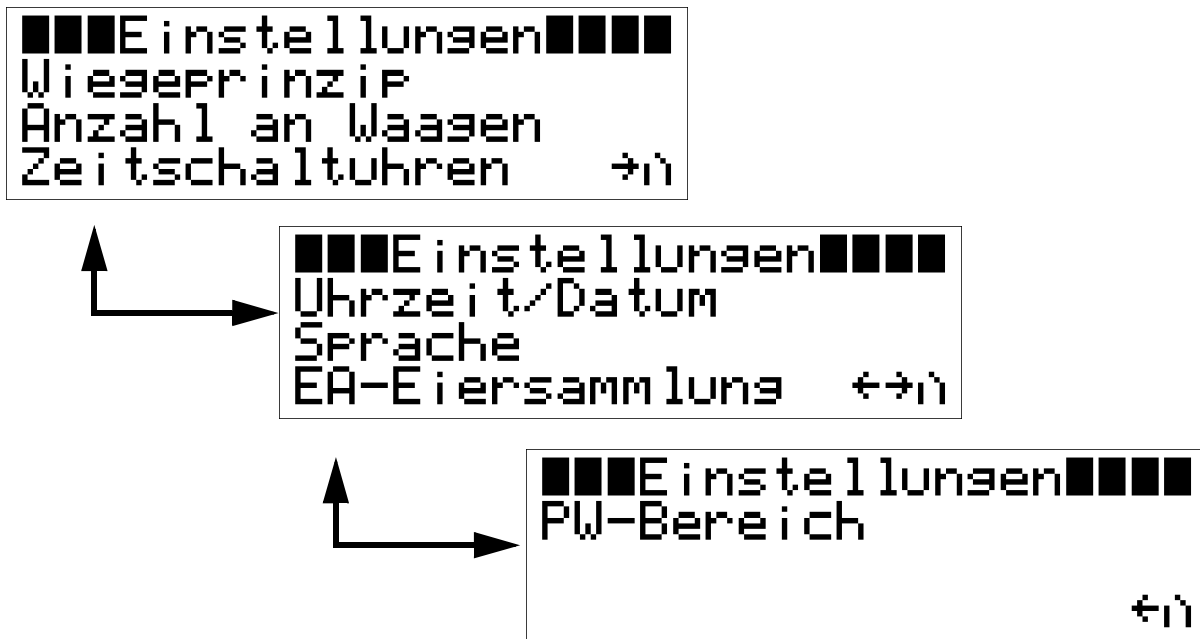 ███Einstellungen████
Wiegeprinzip
Anzahl an Waagen
Zeitschaltuhren →
███Einstellungen████
Uhrzeit/Datum
Sprache
EA-Eiersammlung ←→
███Einstellungen████
PW-Bereich
←